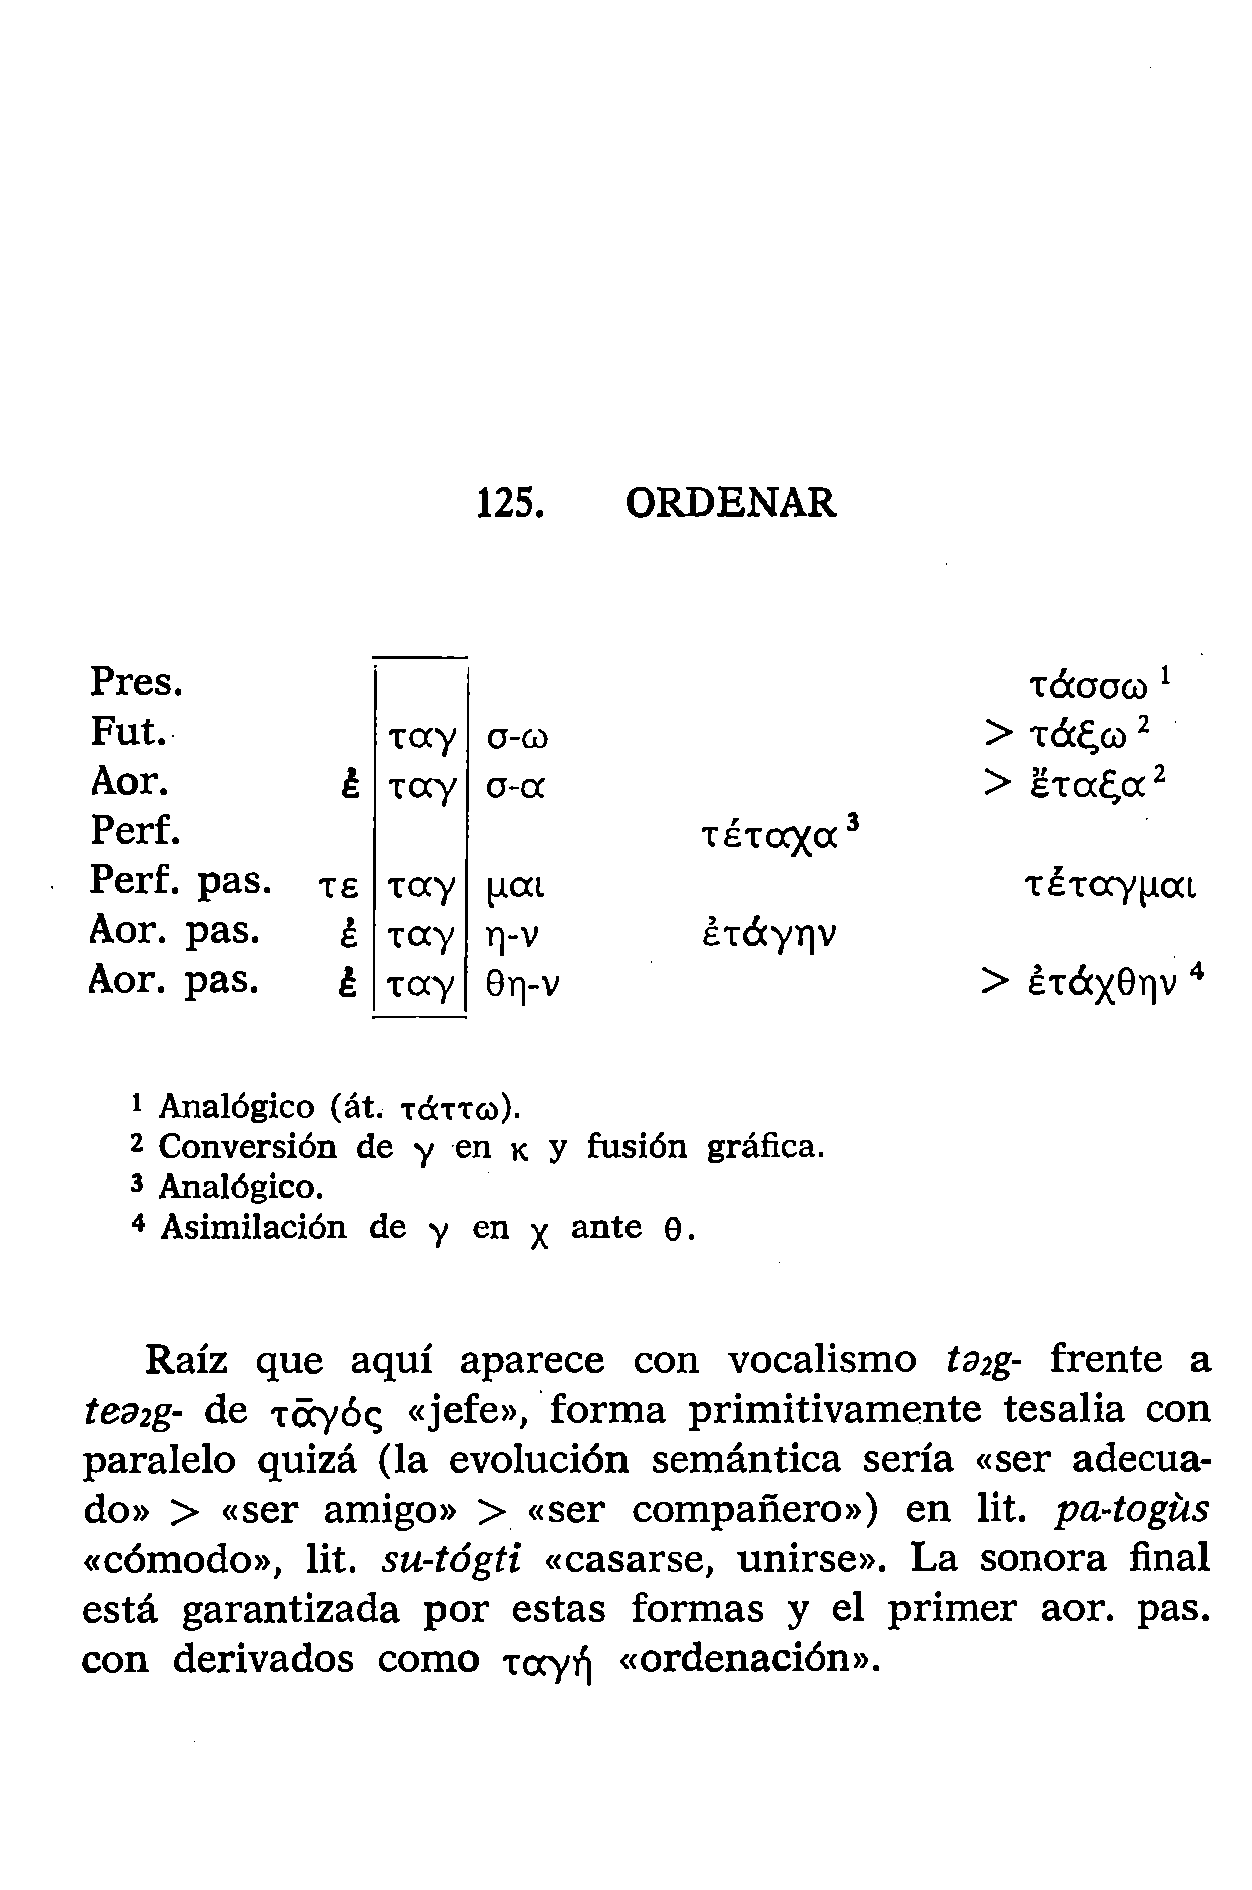 125. ORDENAR
Pres. τάσσω ¹
Fut. ταγ σ-ω > τάξω ²
Aor. ἐ ταγ σ-α > ἔταξα ²
Perf. τέταχα ³
Perf. pas. τε ταγ μαι τέταγμαι
Aor. pas. ἐ ταγ η-ν ἐτάγην
Aor. pas. ἐ ταγ θη-ν > ἐτάχθην ⁴
¹ Analógico (át. τάττω).
² Conversión de γ en κ y fusión gráfica.
³ Analógico.
⁴ Asimilación de γ en χ ante θ.
Raíz que aquí aparece con vocalismo tə₂g- frente a
teə₂g- de τᾱγός «jefe», forma primitivamente tesalia con
paralelo quizá (la evolución semántica sería «ser adecua-
do» > «ser amigo» > «ser compañero») en lit. pa-togùs
«cómodo», lit. su-tógti «casarse, unirse». La sonora final
está garantizada por estas formas y el primer aor. pas.
con derivados como ταγή «ordenación».